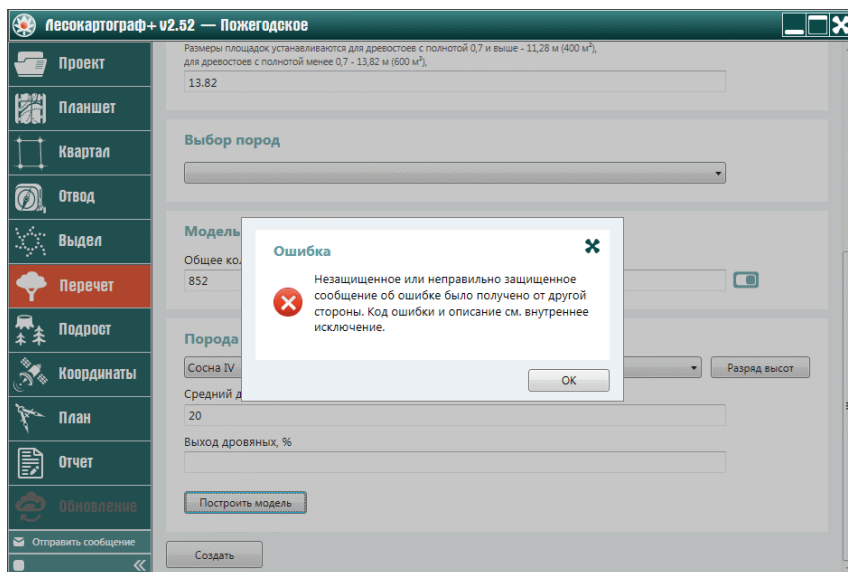 Лесокартограф+ v2.52 — Пожегодское
Проект
Планшет
Квартал
Отвод
Выдел
Перечет
Подрост
Координаты
План
Отчет
Обновление
Отправить сообщение
Размеры площадок устанавливаются для древостоев с полнотой 0,7 и выше - 11,28 м (400 м²),
для древостоев с полнотой менее 0,7 - 13,82 м (600 м²),
13.82
Выбор пород
Модель
Общее ко
852
Ошибка
Незащищенное или неправильно защищенное
сообщение об ошибке было получено от другой
стороны. Код ошибки и описание см. внутреннее
исключение.
OK
Порода
Сосна IV
Разряд высот
Средний д
20
Выход дровяных, %
Построить модель
Создать